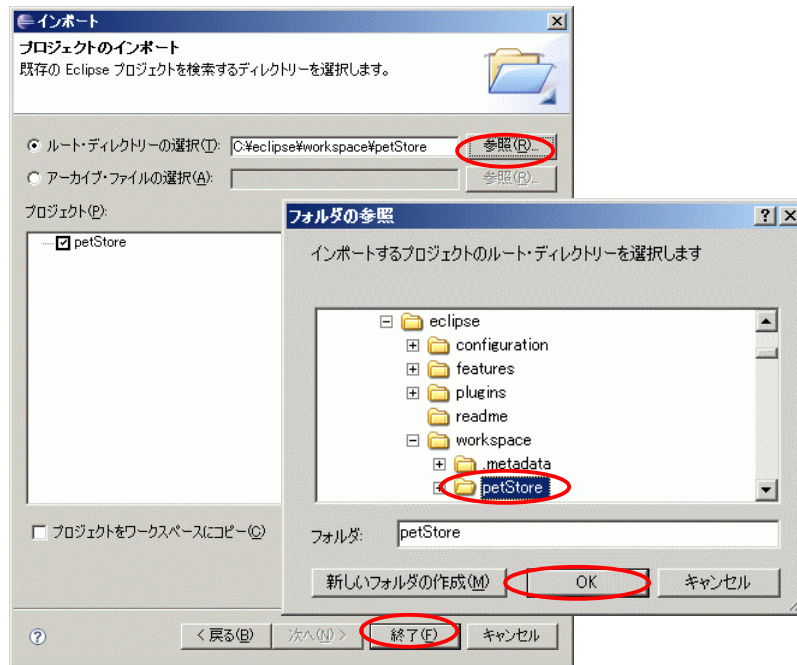 インポート
プロジェクトのインポート
既存の Eclipse プロジェクトを検索するディレクトリーを選択します。
ルート・ディレクトリーの選択(T):
C:¥eclipse¥workspace¥petStore
参照(R)...
アーカイブ・ファイルの選択(A):
参照(R)...
プロジェクト(P):
petStore
プロジェクトをワークスペースにコピー(C)
< 戻る(B)
次へ(N) >
終了(F)
キャンセル
フォルダの参照
インポートするプロジェクトのルート・ディレクトリーを選択します
eclipse
configuration
features
plugins
readme
workspace
.metadata
petStore
フォルダ:
petStore
新しいフォルダの作成(M)
OK
キャンセル